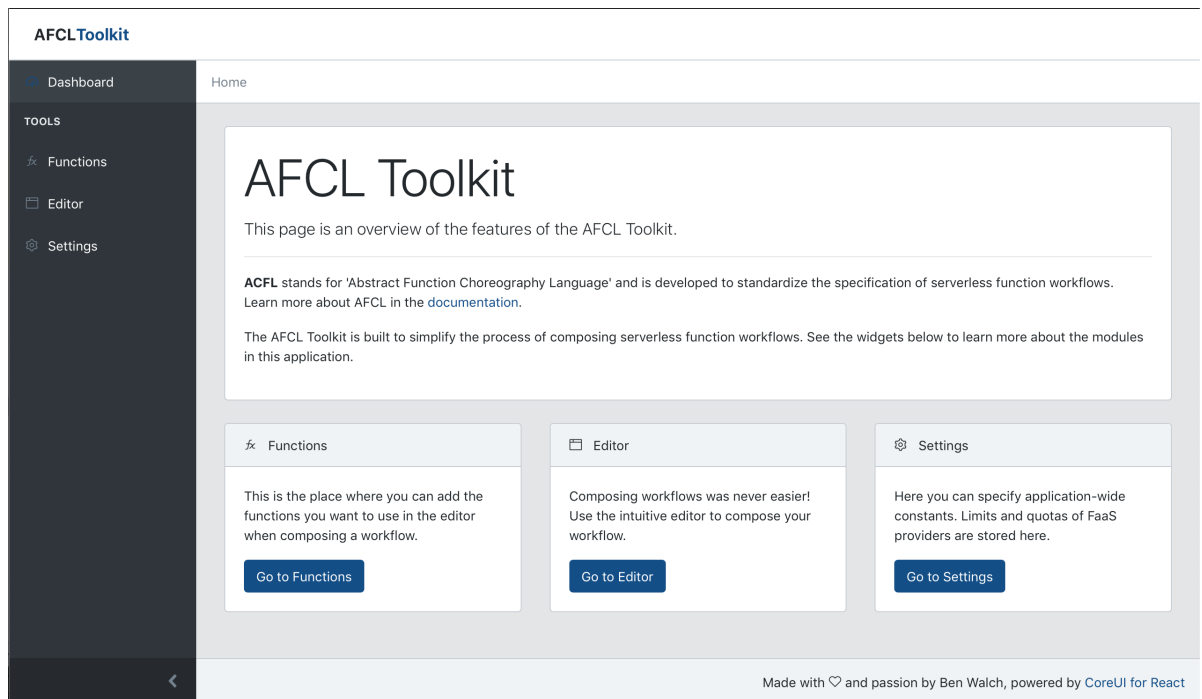 AFCLToolkit
Dashboard
Home
TOOLS
Functions
Editor
Settings
AFCL Toolkit
This page is an overview of the features of the AFCL Toolkit.
ACFL stands for 'Abstract Function Choreography Language' and is developed to standardize the specification of serverless function workflows.
Learn more about AFCL in the documentation.
The AFCL Toolkit is built to simplify the process of composing serverless function workflows. See the widgets below to learn more about the modules
in this application.
fx Functions
This is the place where you can add the
functions you want to use in the editor
when composing a workflow.
Go to Functions
Editor
Composing workflows was never easier!
Use the intuitive editor to compose your
workflow.
Go to Editor
Settings
Here you can specify application-wide
constants. Limits and quotas of FaaS
providers are stored here.
Go to Settings
Made with ♡ and passion by Ben Walch, powered by CoreUI for React